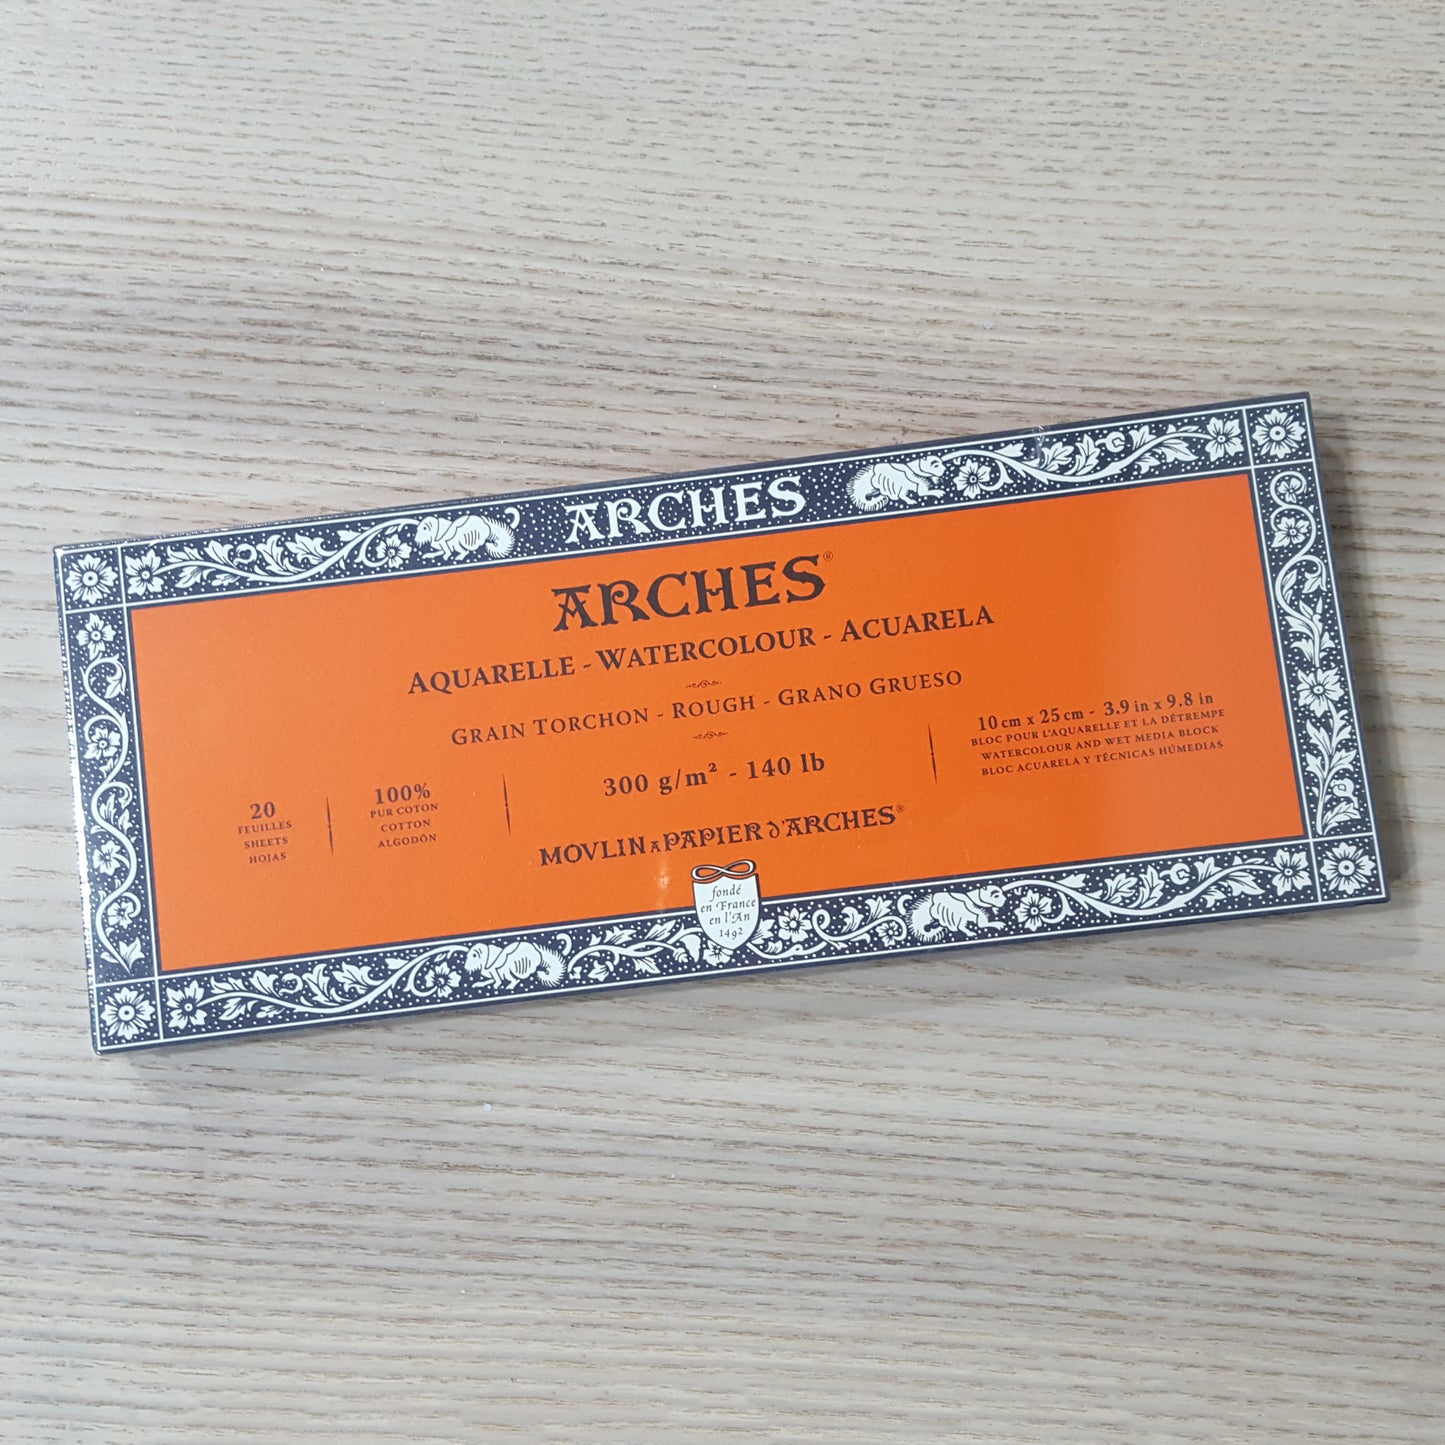 ARCHES
ARCHES®
AQUARELLE - WATERCOLOUR - ACUARELA
GRAIN TORCHON - ROUGH - GRANO GRUESO
20
FEUILLES
SHEETS
HOJAS
100%
PUR COTON
COTTON
ALGODÓN
300 g/m² - 140 lb
10 cm x 25 cm - 3.9 in x 9.8 in
BLOC POUR L'AQUARELLE ET LA DÉTREMPE
WATERCOLOUR AND WET MEDIA BLOCK
BLOC ACUARELA Y TÉCNICAS HÚMEDIAS
MOVLIN A PAPIER d'ARCHES®
fondé
en France
en l'An
1492